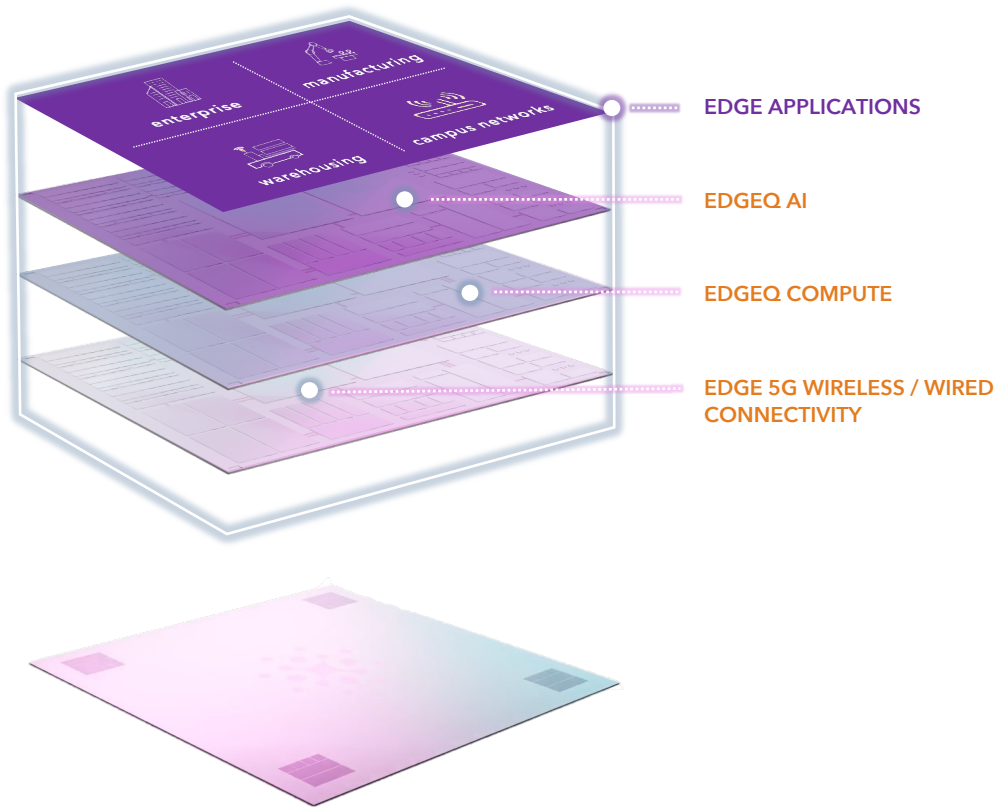 enterprise
manufacturing
warehousing
campus networks
EDGE APPLICATIONS
EDGEQ AI
EDGEQ COMPUTE
EDGE 5G WIRELESS / WIRED
CONNECTIVITY